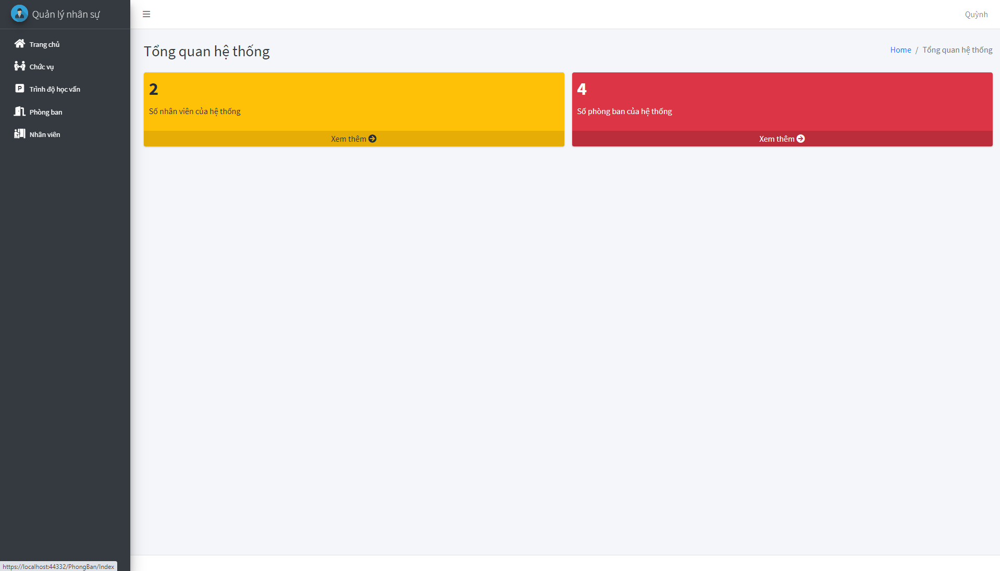 Quản lý nhân sự
Quỳnh
Trang chủ
Chức vụ
P Trình độ học vấn
Phòng ban
Nhân viên
Tổng quan hệ thống
Home / Tổng quan hệ thống
2
Số nhân viên của hệ thống
Xem thêm
4
Số phòng ban của hệ thống
Xem thêm
https://localhost:44332/PhongBan/Index